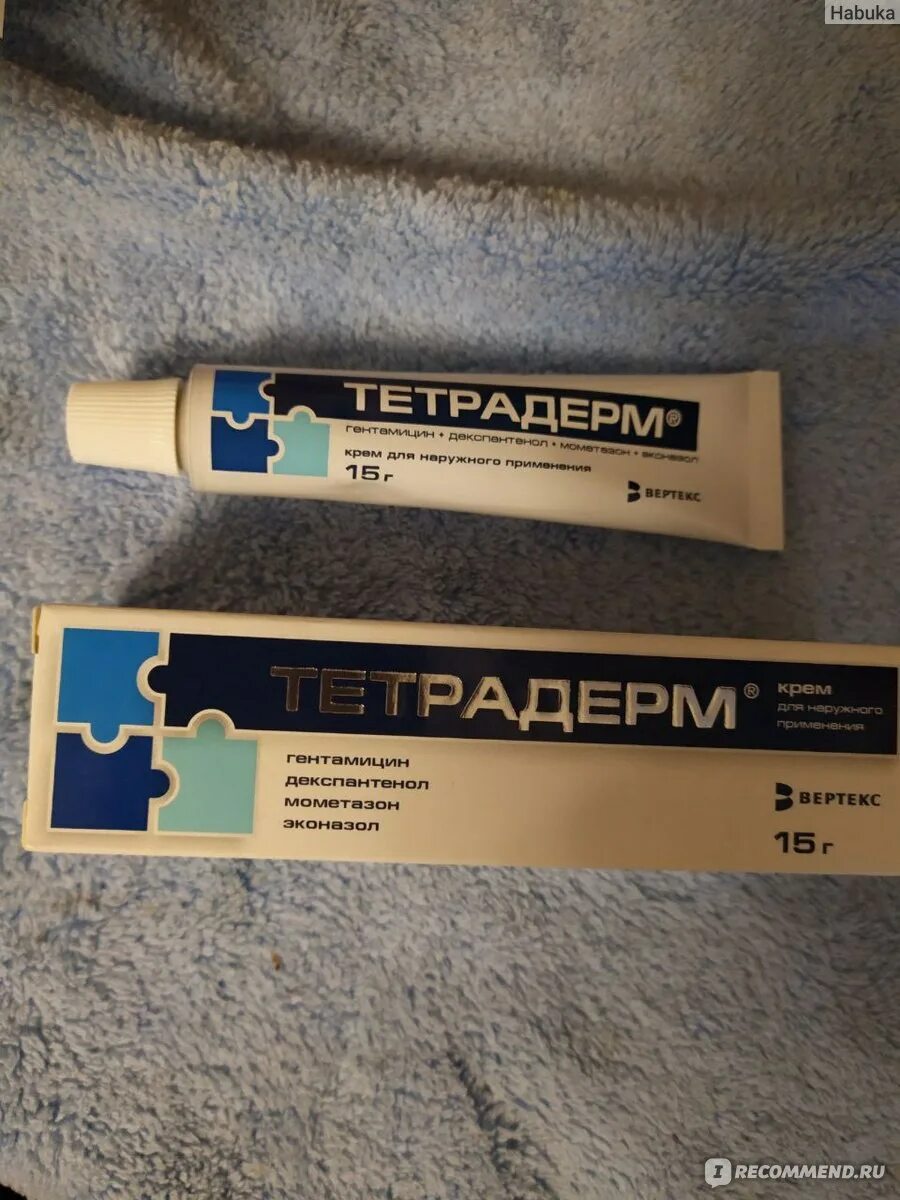 Habuka
ТЕТРАДЕРМ®
гентамицин + декспантенол + мометазон + эконазол
крем для наружного применения
15 г
ВЕРТЕКС
ТЕТРАДЕРМ®
крем
для наружного
применения
гентамицин
декспантенол
мометазон
эконазол
ВЕРТЕКС
15 г
I RECOMMEND.RU